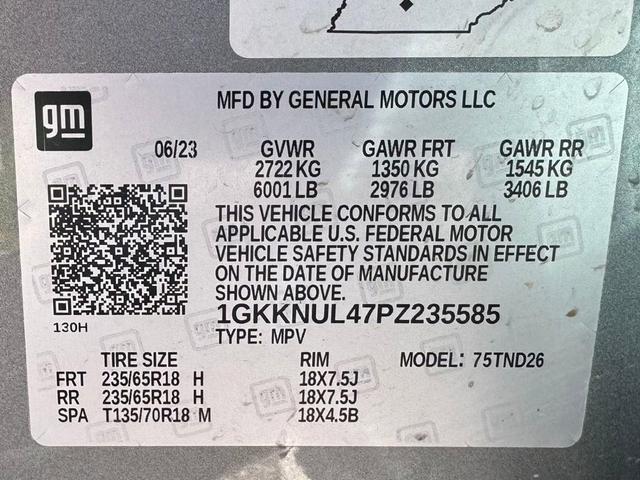 gm
MFD BY GENERAL MOTORS LLC
06/23 GVWR GAWR FRT GAWR RR
2722 KG 1350 KG 1545 KG
6001 LB 2976 LB 3406 LB
THIS VEHICLE CONFORMS TO ALL
APPLICABLE U.S. FEDERAL MOTOR
VEHICLE SAFETY STANDARDS IN EFFECT
ON THE DATE OF MANUFACTURE
SHOWN ABOVE.
1GKKNUL47PZ235585
130H
TYPE: MPV
TIRE SIZE RIM MODEL: 75TND26
FRT 235/65R18 H 18X7.5J
RR 235/65R18 H 18X7.5J
SPA T135/70R18 M 18X4.5B